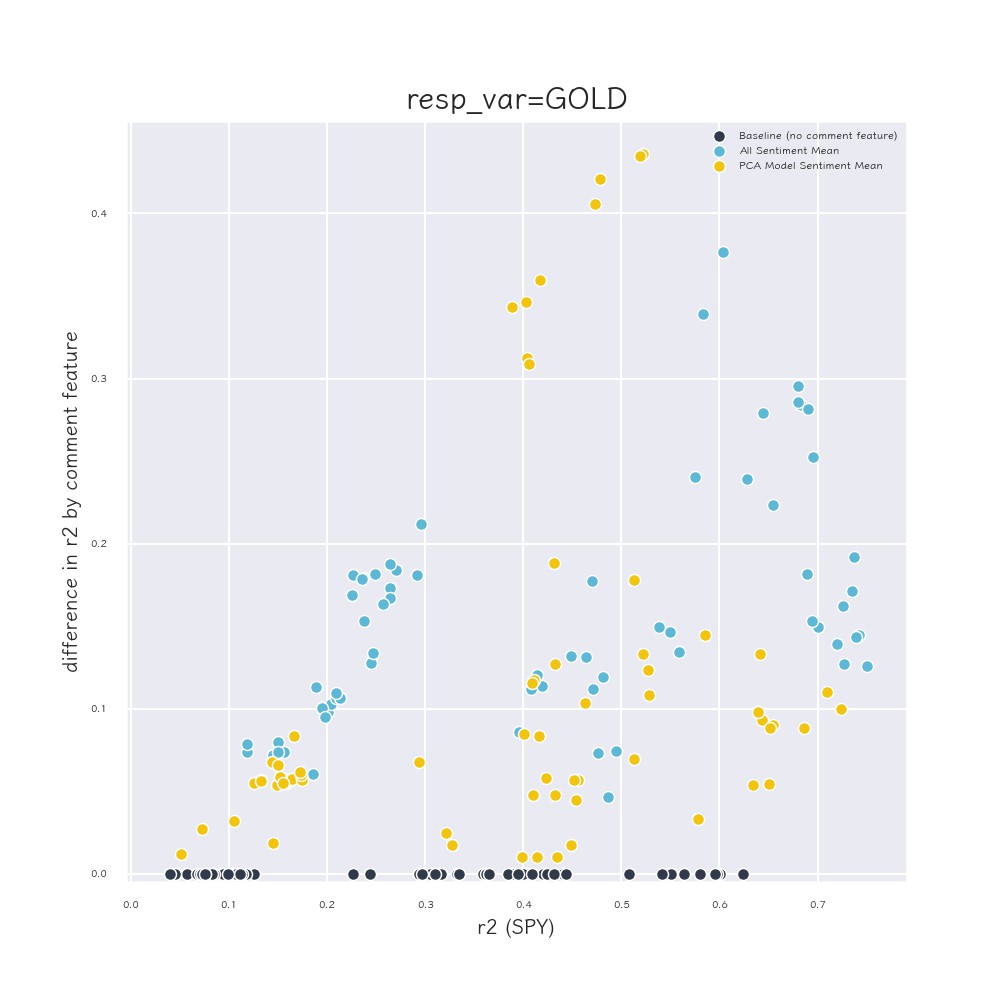 resp_var=GOLD
Baseline (no comment feature)
All Sentiment Mean
PCA Model Sentiment Mean
difference in r2 by comment feature
0.4
0.3
0.2
0.1
0.0
0.0 0.1 0.2 0.3 0.4 0.5 0.6 0.7
r2 (SPY)